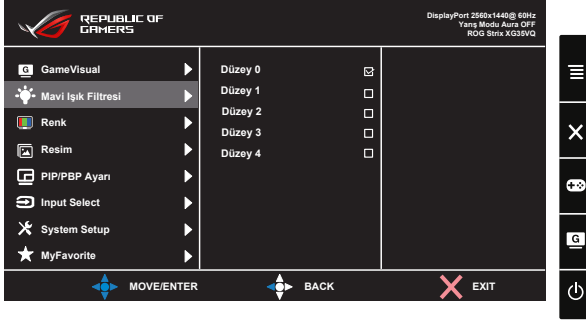 REPUBLIC OF
GAMERS
DisplayPort 2560x1440@ 60Hz
Yarış Modu Aura OFF
ROG Strix XG35VQ
G GameVisual
Mavi Işık Filtresi
Renk
Resim
PIP/PBP Ayarı
Input Select
System Setup
MyFavorite
Düzey 0
Düzey 1
Düzey 2
Düzey 3
Düzey 4
MOVE/ENTER
BACK
EXIT
G